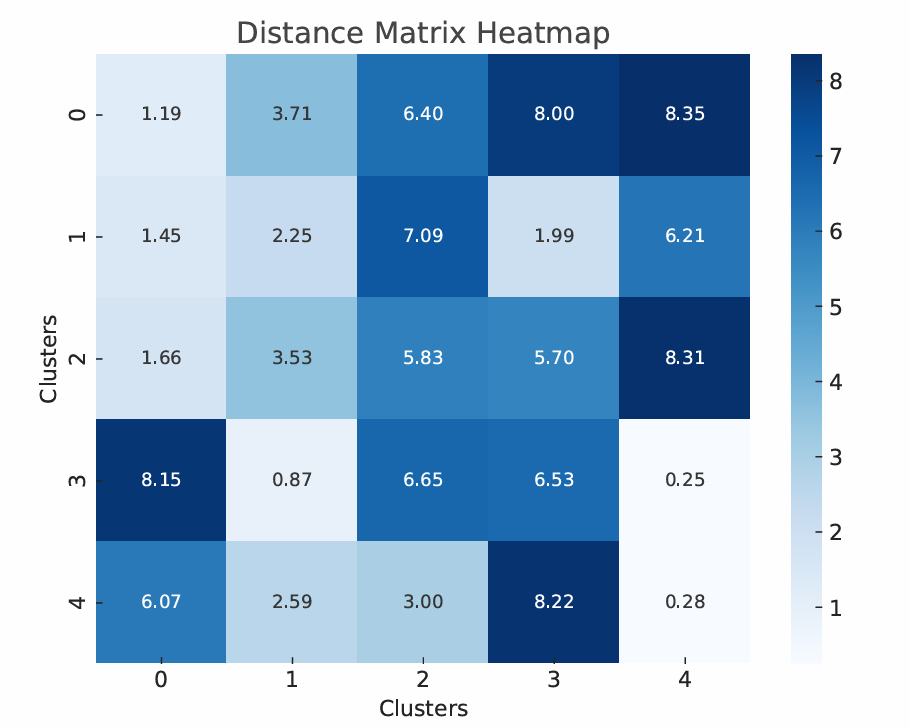 Distance Matrix Heatmap
0 1.19 3.71 6.40 8.00 8.35
1 1.45 2.25 7.09 1.99 6.21
2 1.66 3.53 5.83 5.70 8.31
3 8.15 0.87 6.65 6.53 0.25
4 6.07 2.59 3.00 8.22 0.28
0 1 2 3 4
Clusters
Clusters
8
7
6
5
4
3
2
1